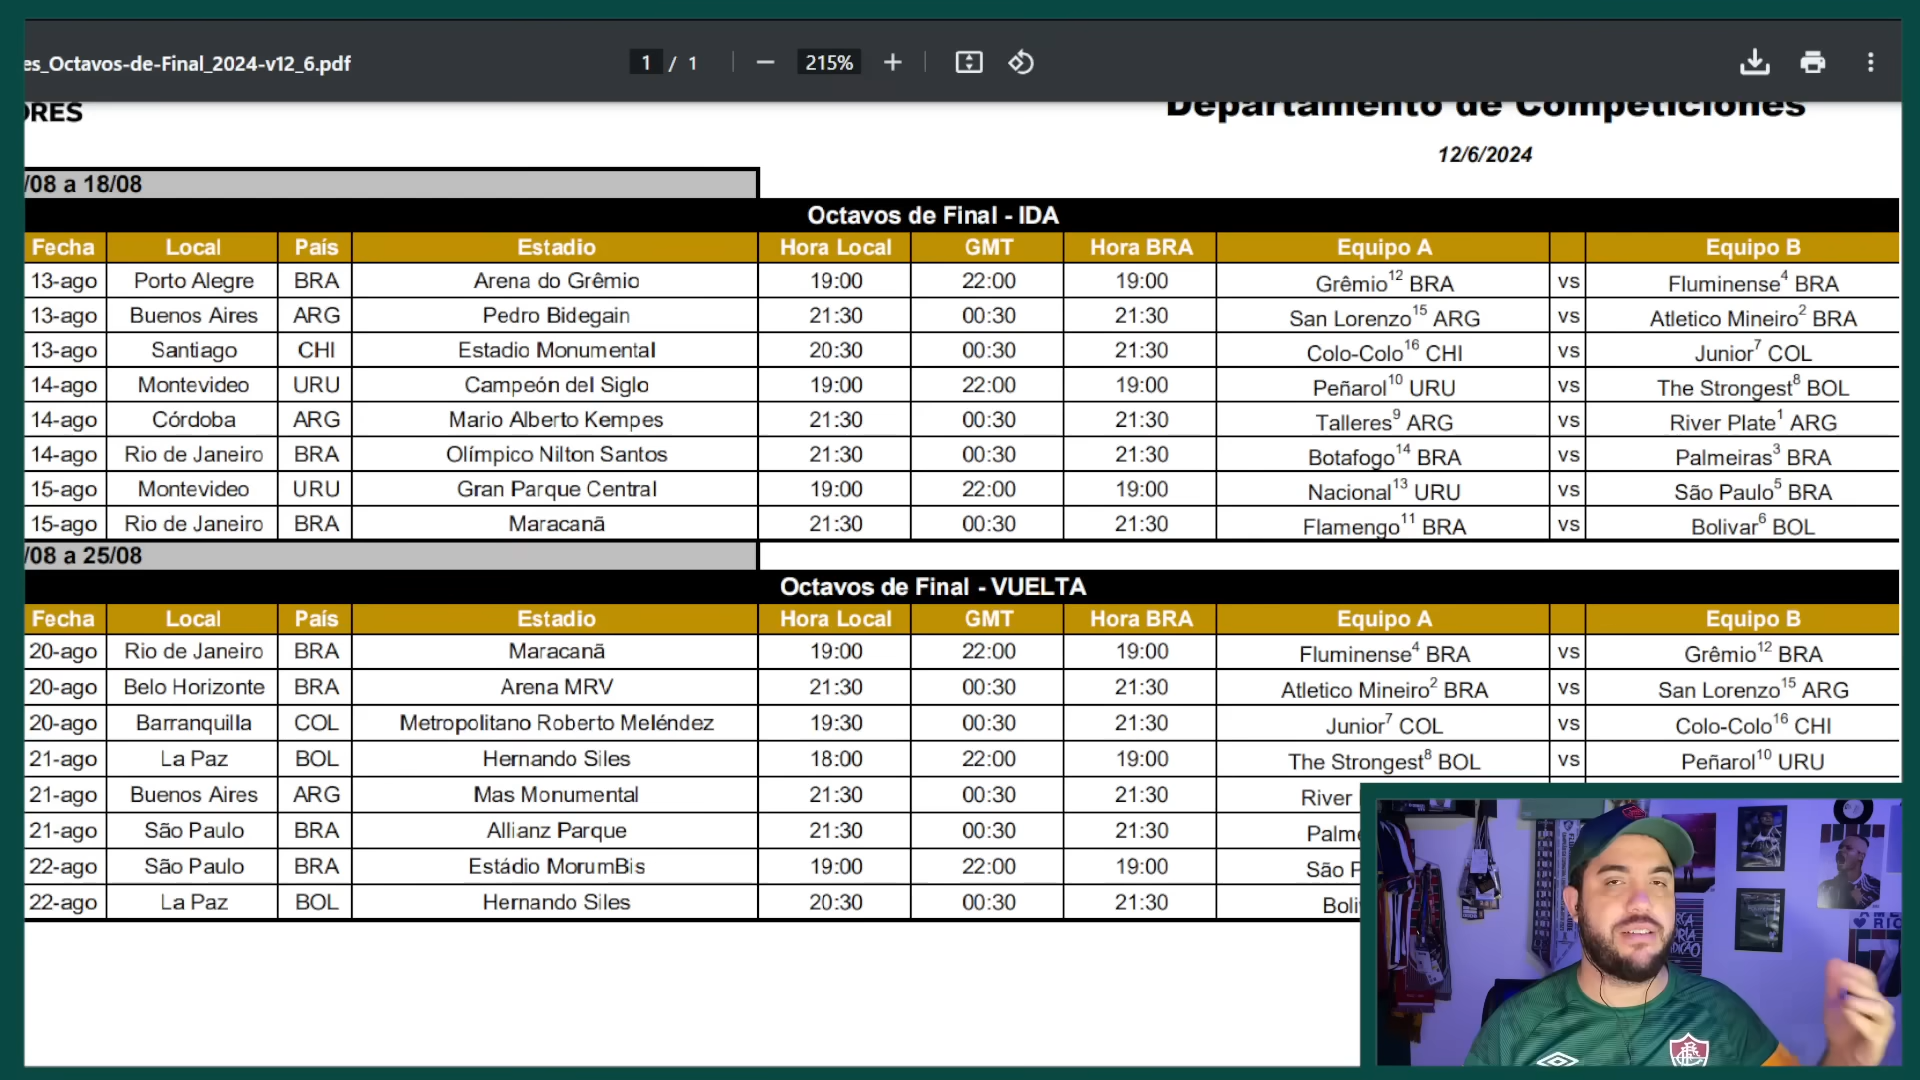 es_Octavos-de-Final_2024-v12_6.pdf 1 / 1 215%
ORES Departamento de Competiciones
12/6/2024
/08 a 18/08
Octavos de Final - IDA
Fecha Local País Estadio Hora Local GMT Hora BRA Equipo A Equipo B
13-ago Porto Alegre BRA Arena do Grêmio 19:00 22:00 19:00 Grêmio12 BRA vs Fluminense4 BRA
13-ago Buenos Aires ARG Pedro Bidegain 21:30 00:30 21:30 San Lorenzo15 ARG vs Atletico Mineiro2 BRA
13-ago Santiago CHI Estadio Monumental 20:30 00:30 21:30 Colo-Colo16 CHI vs Junior7 COL
14-ago Montevideo URU Campeón del Siglo 19:00 22:00 19:00 Peñarol10 URU vs The Strongest8 BOL
14-ago Córdoba ARG Mario Alberto Kempes 21:30 00:30 21:30 Talleres9 ARG vs River Plate1 ARG
14-ago Rio de Janeiro BRA Olímpico Nilton Santos 21:30 00:30 21:30 Botafogo14 BRA vs Palmeiras3 BRA
15-ago Montevideo URU Gran Parque Central 19:00 22:00 19:00 Nacional13 URU vs São Paulo5 BRA
15-ago Rio de Janeiro BRA Maracanã 21:30 00:30 21:30 Flamengo11 BRA vs Bolivar6 BOL
/08 a 25/08
Octavos de Final - VUELTA
Fecha Local País Estadio Hora Local GMT Hora BRA Equipo A Equipo B
20-ago Rio de Janeiro BRA Maracanã 19:00 22:00 19:00 Fluminense4 BRA vs Grêmio12 BRA
20-ago Belo Horizonte BRA Arena MRV 21:30 00:30 21:30 Atletico Mineiro2 BRA vs San Lorenzo15 ARG
20-ago Barranquilla COL Metropolitano Roberto Meléndez 19:30 00:30 21:30 Junior7 COL vs Colo-Colo16 CHI
21-ago La Paz BOL Hernando Siles 18:00 22:00 19:00 The Strongest8 BOL vs Peñarol10 URU
21-ago Buenos Aires ARG Mas Monumental 21:30 00:30 21:30 River
21-ago São Paulo BRA Allianz Parque 21:30 00:30 21:30 Palme
22-ago São Paulo BRA Estádio MorumBis 19:00 22:00 19:00 São P
22-ago La Paz BOL Hernando Siles 20:30 00:30 21:30 Boli